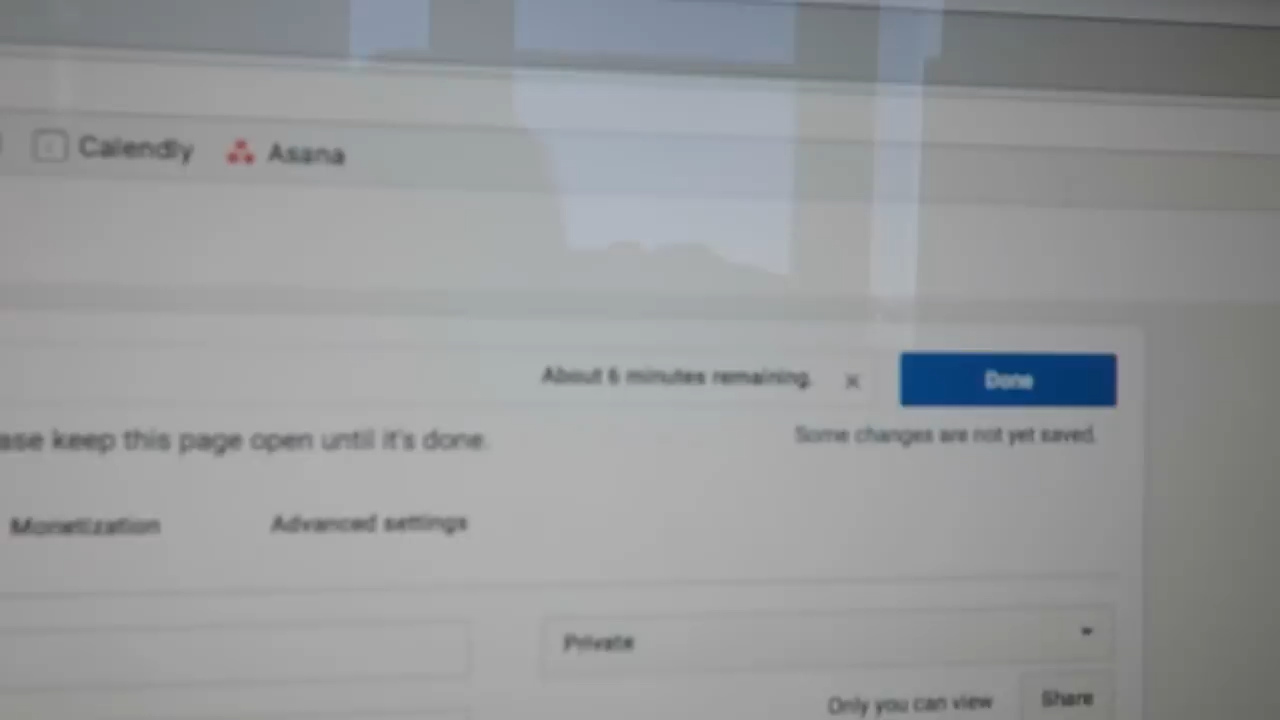 Calendly Asana
About 6 minutes remaining. × Done
ase keep this page open until it's done.
Some changes are not yet saved.
Monetization Advanced settings
Private
Only you can view Share